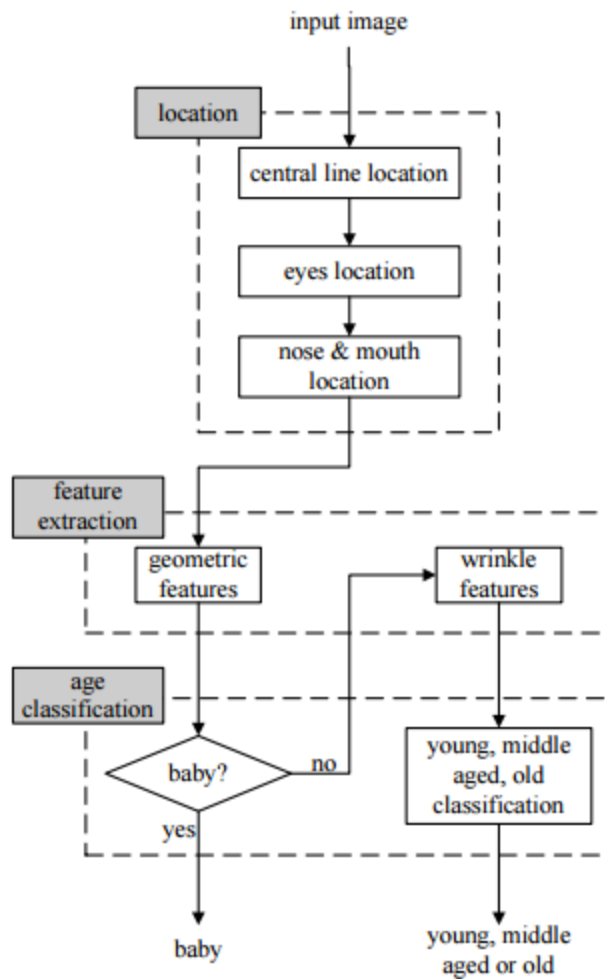 input image
location
central line location
eyes location
nose & mouth
location
feature
extraction
geometric
features
wrinkle
features
age
classification
baby?
no
young, middle
aged, old
classification
yes
baby
young, middle
aged or old